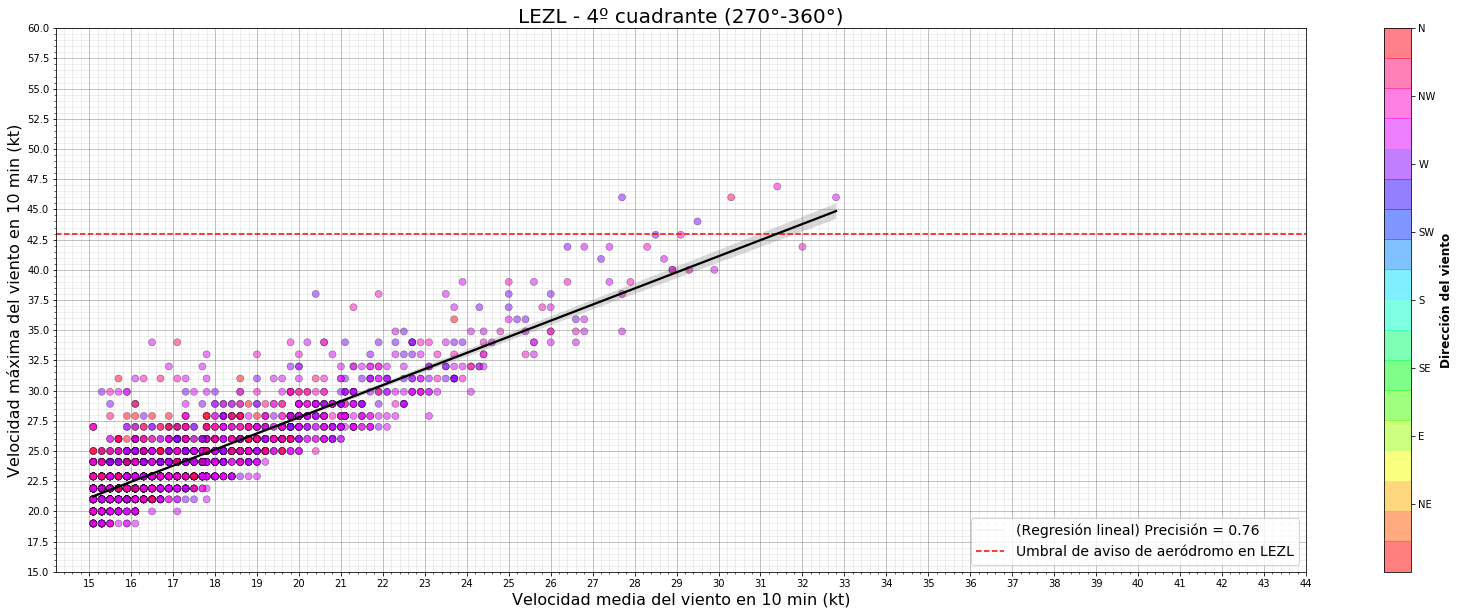 LEZL - 4º cuadrante (270°-360°)
Velocidad máxima del viento en 10 min (kt)
60.0
57.5
55.0
52.5
50.0
47.5
45.0
42.5
40.0
37.5
35.0
32.5
30.0
27.5
25.0
22.5
20.0
17.5
15.0
15 16 17 18 19 20 21 22 23 24 25 26 27 28 29 30 31 32 33 34 35 36 37 38 39 40 41 42 43 44
Velocidad media del viento en 10 min (kt)
(Regresión lineal) Precisión = 0.76
Umbral de aviso de aeródromo en LEZL
N
NW
W
SW
S
SE
E
NE
Dirección del viento